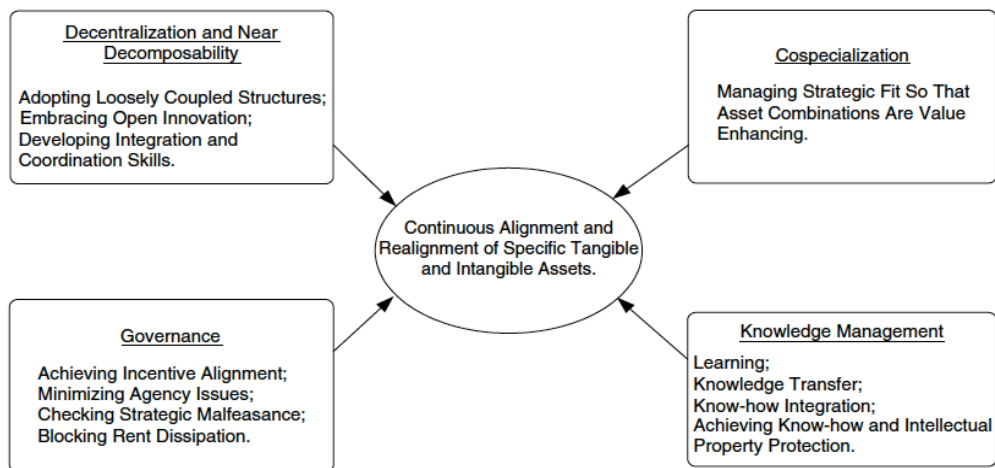 Decentralization and Near
Decomposability
Adopting Loosely Coupled Structures;
Embracing Open Innovation;
Developing Integration and
Coordination Skills.
Cospecialization
Managing Strategic Fit So That
Asset Combinations Are Value
Enhancing.
Continuous Alignment and
Realignment of Specific Tangible
and Intangible Assets.
Governance
Achieving Incentive Alignment;
Minimizing Agency Issues;
Checking Strategic Malfeasance;
Blocking Rent Dissipation.
Knowledge Management
Learning;
Knowledge Transfer;
Know-how Integration;
Achieving Know-how and Intellectual
Property Protection.